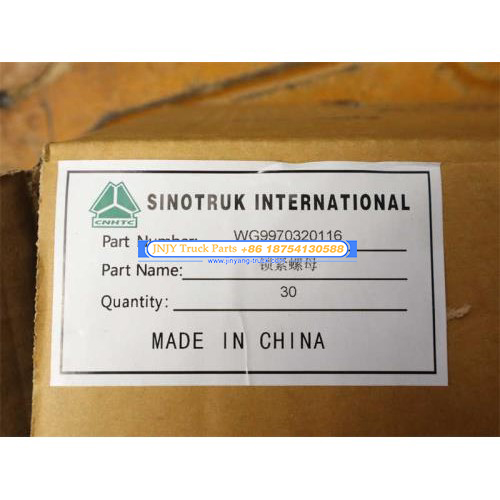 SINOTRUK INTERNATIONAL
CNHTC
Part Number: WG9970320116
JNJY Truck Parts +86 18754130588
www.jinyang-truck.com
Part Name: 锁紧螺母
Quantity: 30
MADE IN CHINA